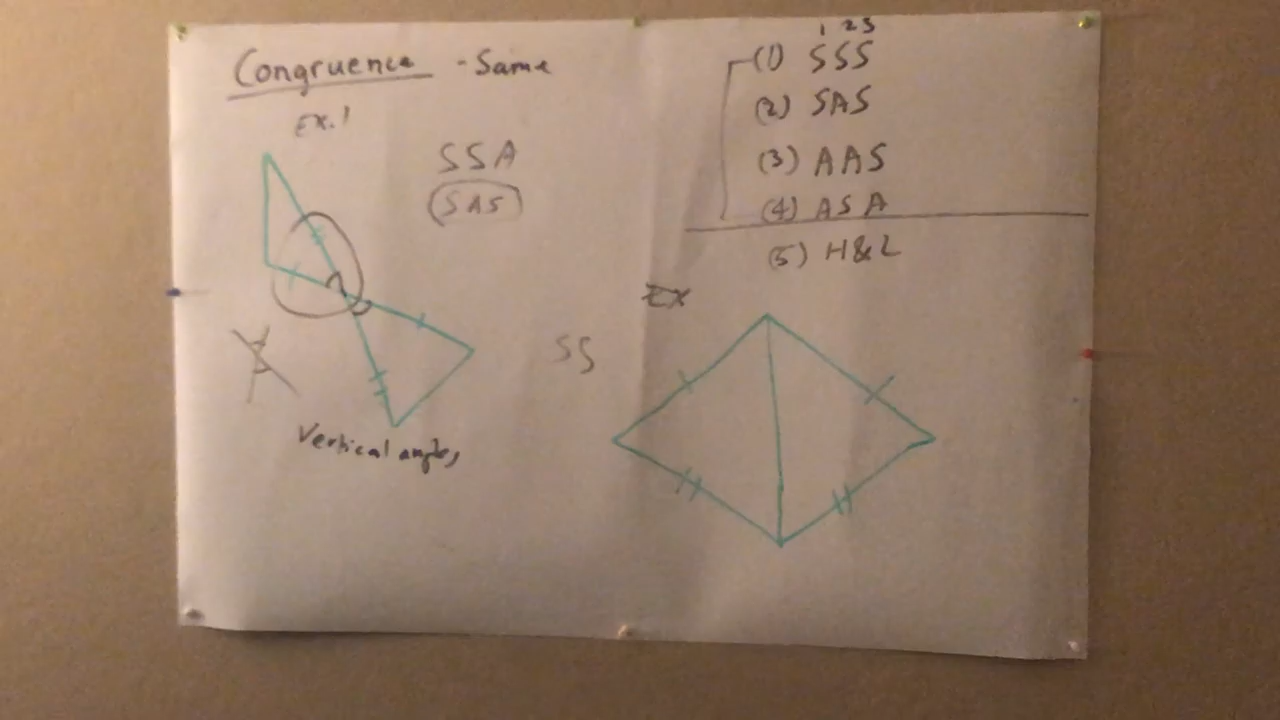 Congruence - Same
Ex. 1
SSA
SAS
Vertical angles
1 2 3
(1) SSS
(2) SAS
(3) AAS
(4) ASA
(5) H&L
Ex
SS